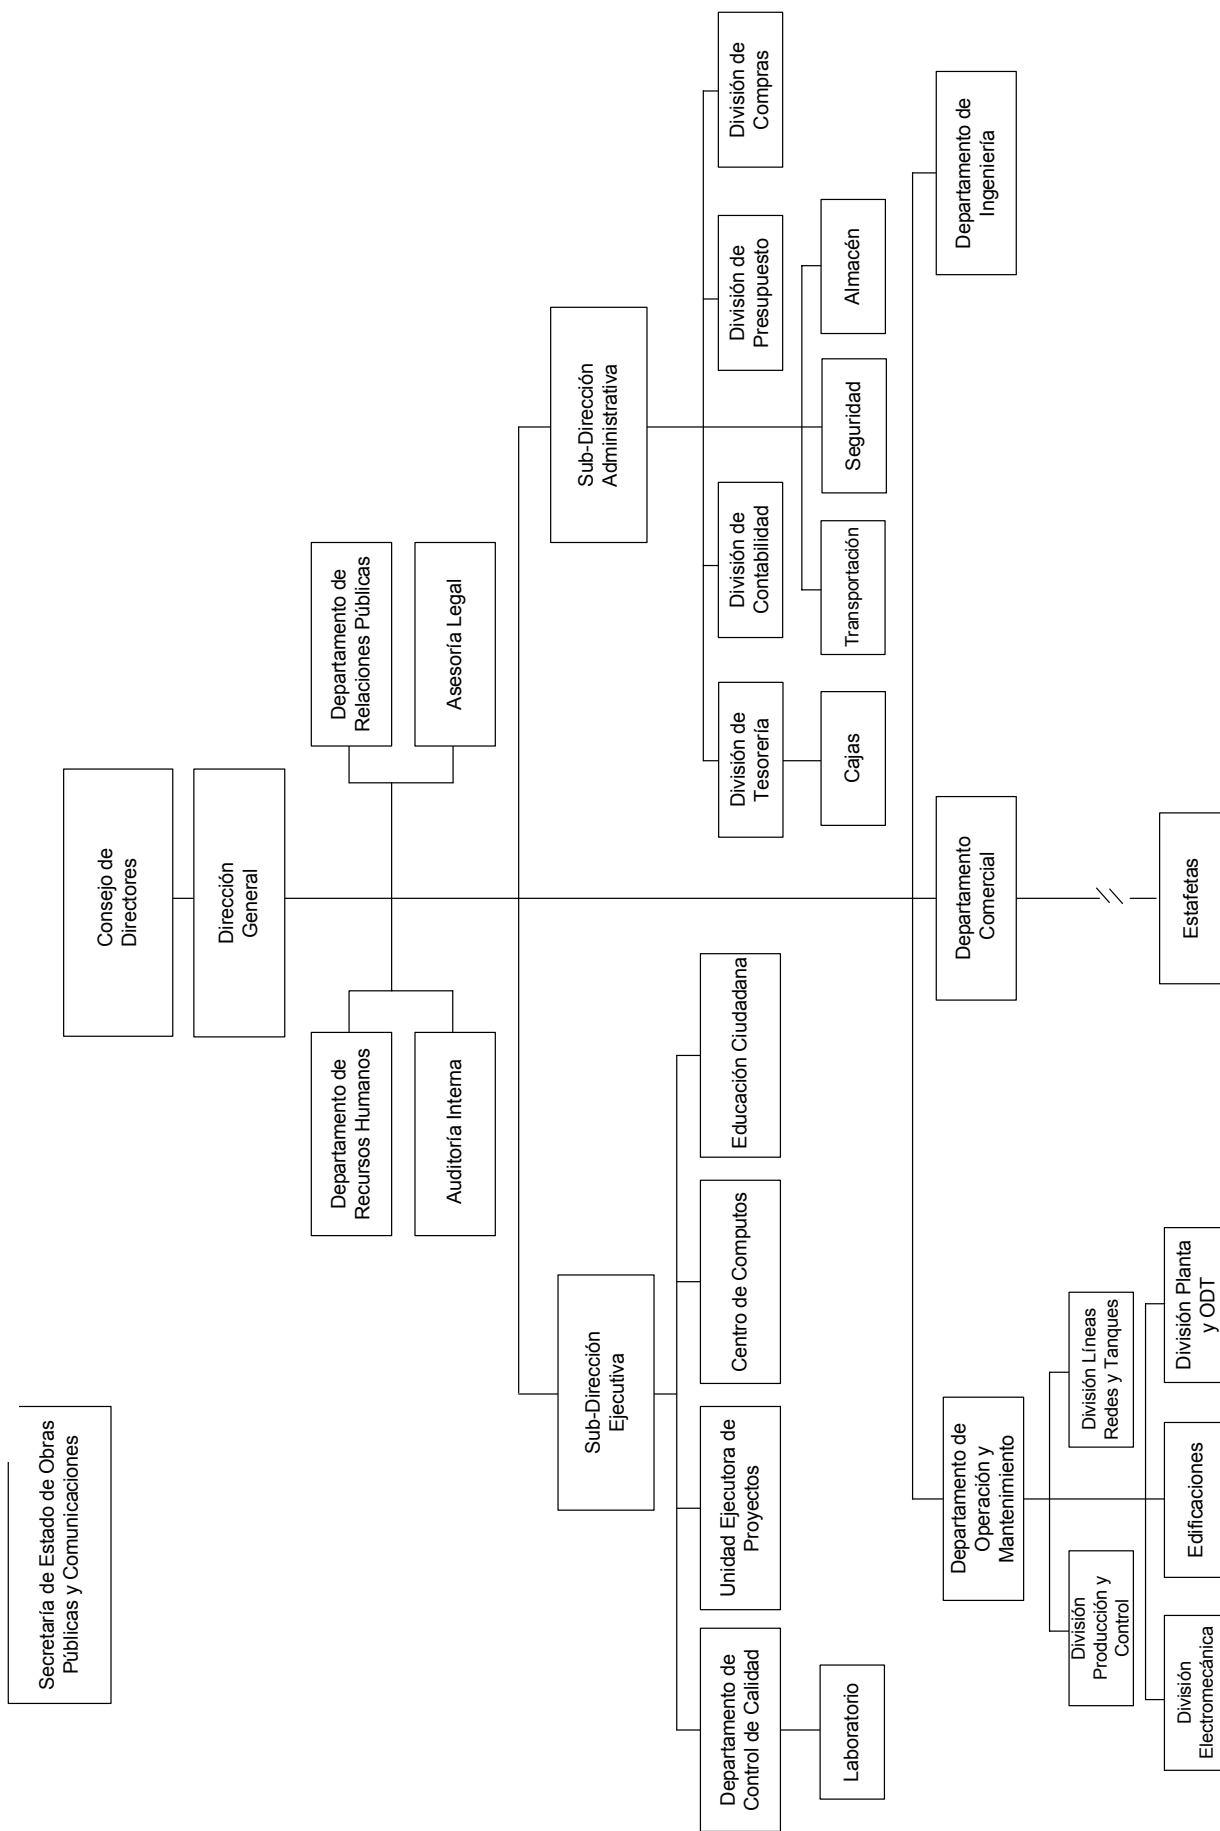 Secretaría de Estado de Obras
Públicas y Comunicaciones
Consejo de
Directores
Dirección
General
Departamento de
Recursos Humanos
Departamento de
Relaciones Públicas
Auditoría Interna
Asesoría Legal
Sub-Dirección
Ejecutiva
Sub-Dirección
Administrativa
Departamento de
Control de Calidad
Unidad Ejecutora de
Proyectos
Centro de Computos
Educación Ciudadana
División de
Tesorería
División de
Contabilidad
División de
Presupuesto
División de
Compras
Laboratorio
Cajas
Transportación
Seguridad
Almacén
Departamento de
Operación y
Mantenimiento
Departamento
Comercial
Departamento de
Ingeniería
División
Producción y
Control
División Líneas
Redes y Tanques
División
Electromecánica
Edificaciones
División Planta
y ODT
Estafetas